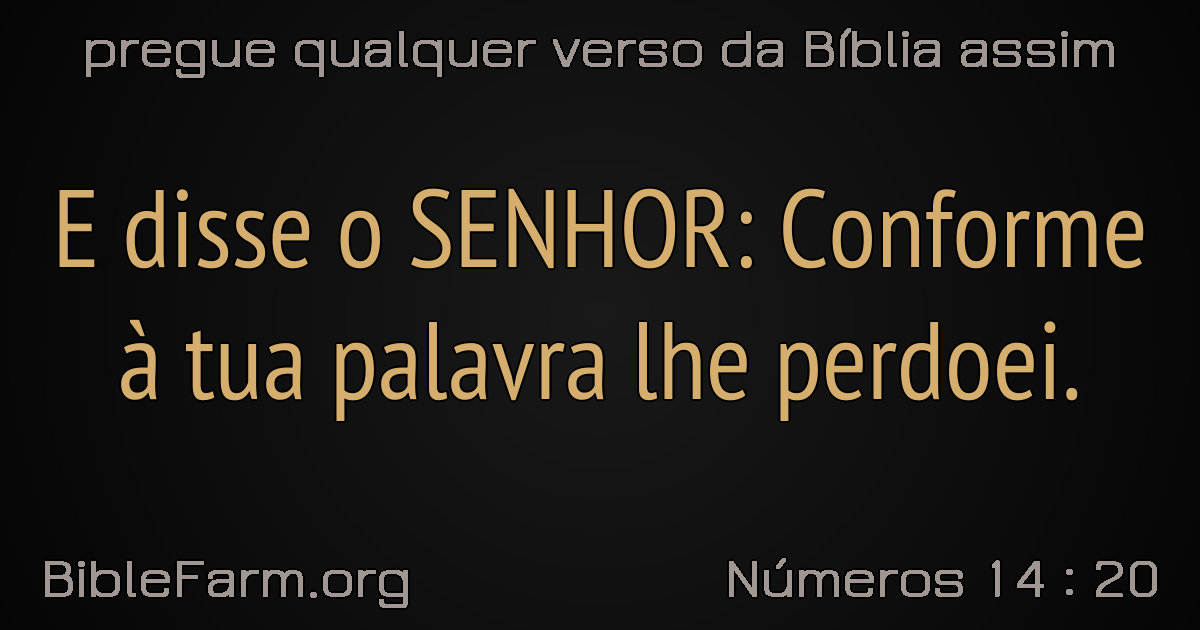 pregue qualquer verso da Bíblia assim
E disse o SENHOR: Conforme
à tua palavra lhe perdoei.
BibleFarm.org
Números 14 : 20